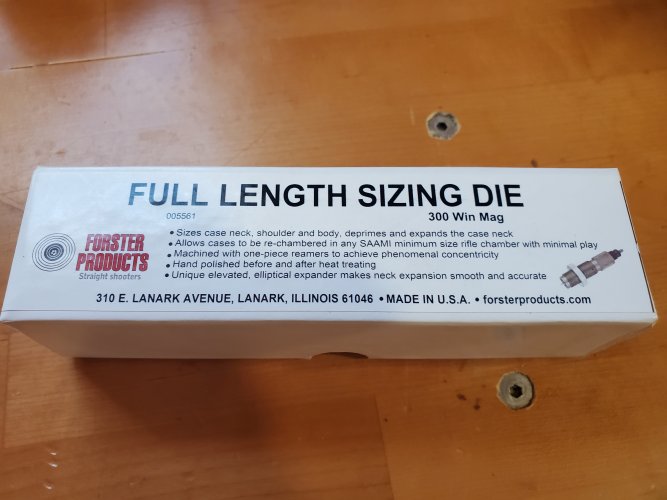 FULL LENGTH SIZING DIE
005561
300 Win Mag
FORSTER
PRODUCTS
Straight shooters
• Sizes case neck, shoulder and body, deprimes and expands the case neck
• Allows cases to be re-chambered in any SAAMI minimum size rifle chamber with minimal play
• Machined with one-piece reamers to achieve phenomenal concentricity
• Hand polished before and after heat treating
• Unique elevated, elliptical expander makes neck expansion smooth and accurate
310 E. LANARK AVENUE, LANARK, ILLINOIS 61046 • MADE IN U.S.A. • forsterproducts.com